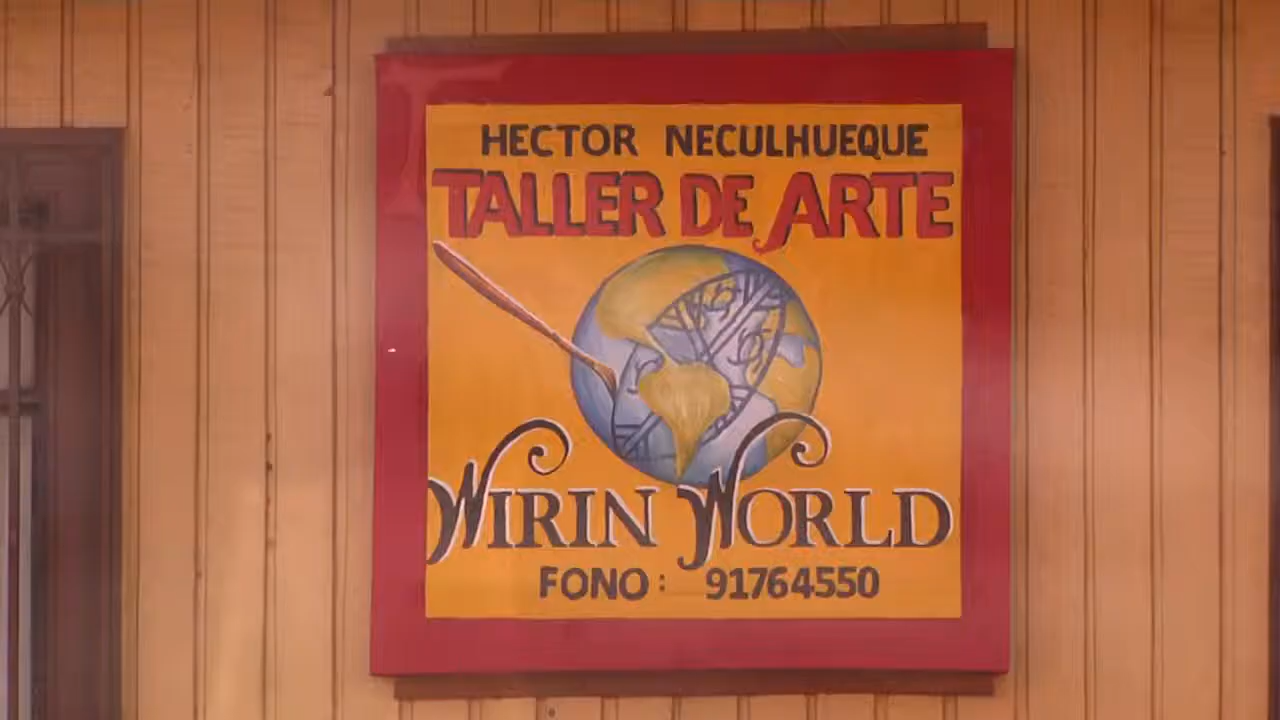 HECTOR NECULHUEQUE
TALLER DE ARTE
WIRIN WORLD
FONO: 91764550